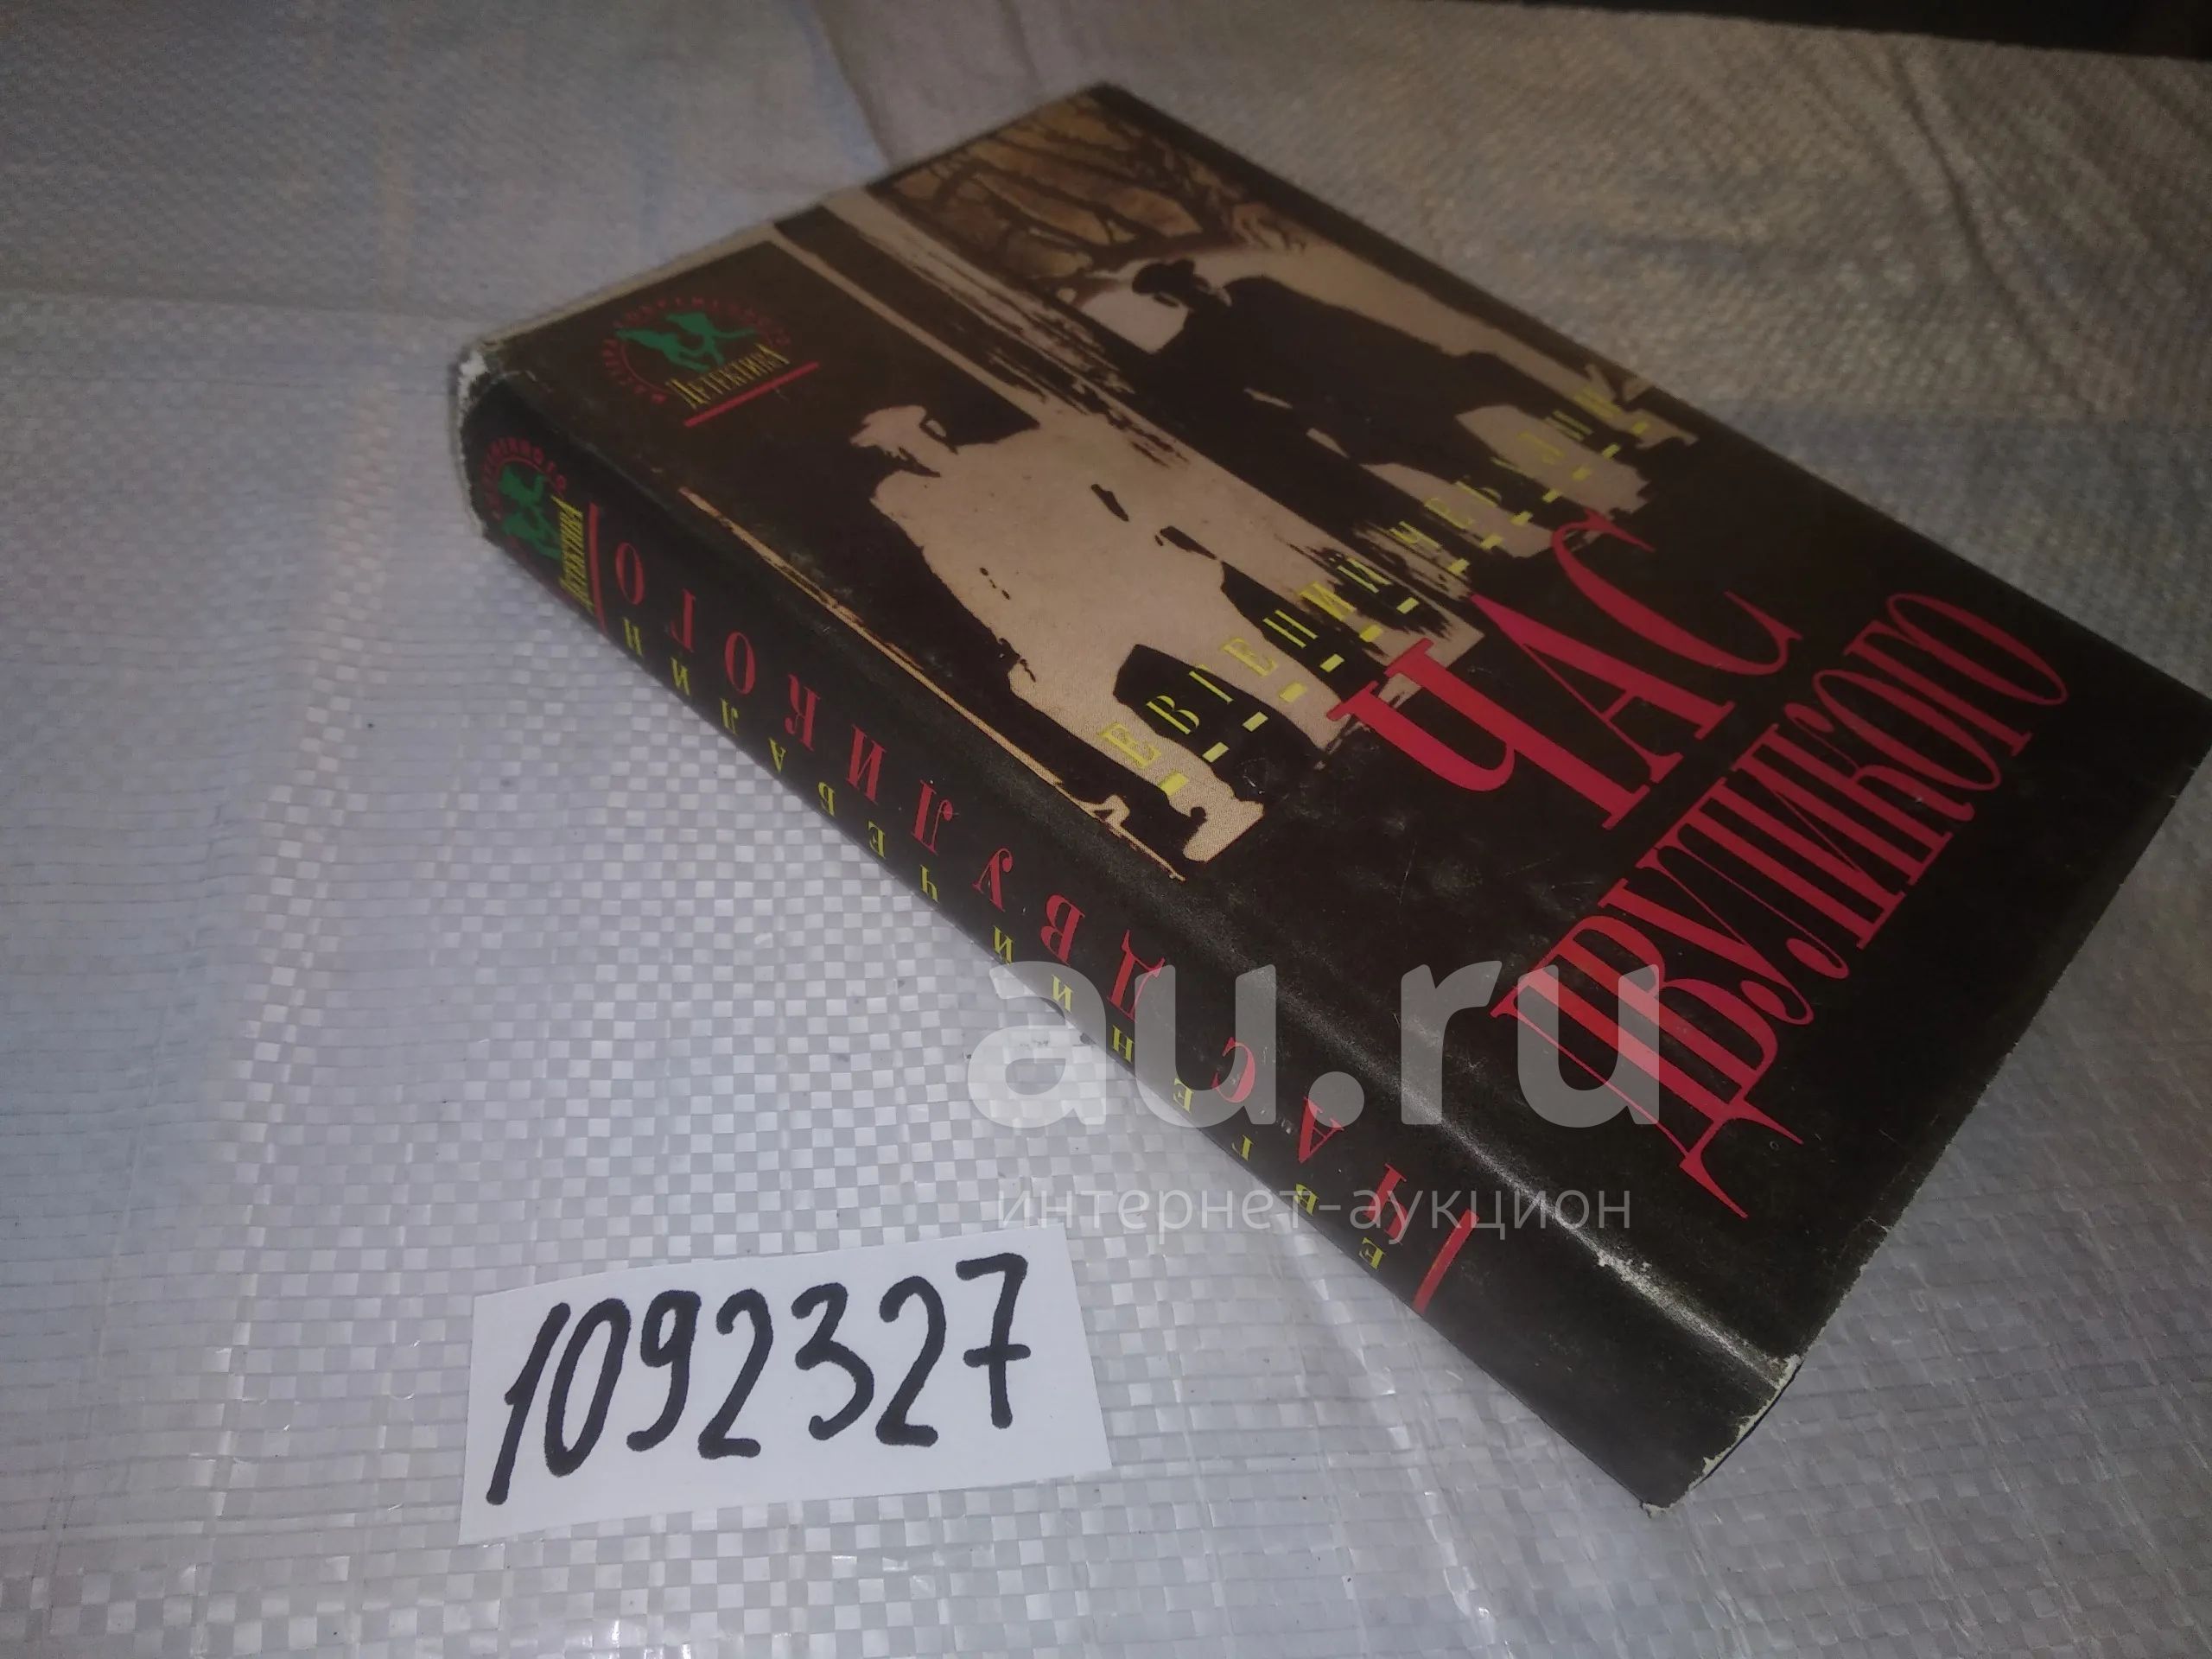 ДЕТЕКТИВА
ЕВГЕНИЙ ЧЕБАЛИН
ЧАС
ДВУЛИКОГО
ДЕТЕКТИВА
ЕВГЕНИЙ ЧЕБАЛИН
ЧАС ДВУЛИКОГО
au.ru
интернет-аукцион
1092327